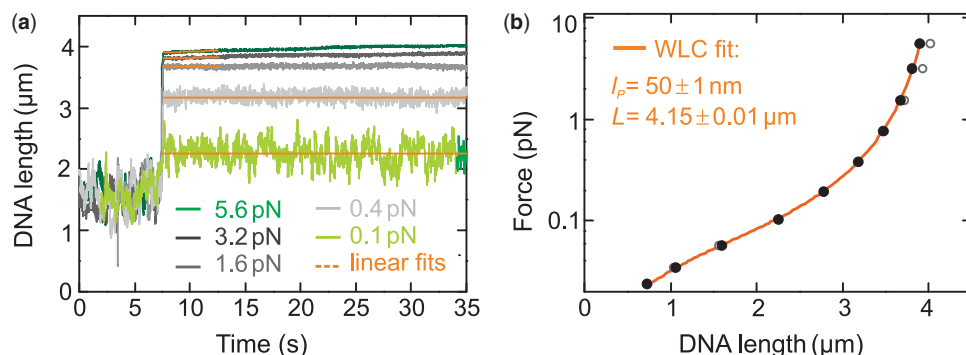 (a)
DNA length (µm)
4
3
2
1
0
5.6 pN
3.2 pN
1.6 pN
0.4 pN
0.1 pN
linear fits
0 5 10 15 20 25 30 35
Time (s)
(b)
Force (pN)
10
1
0.1
WLC fit:
lP = 50 ± 1 nm
L = 4.15 ± 0.01 µm
0 1 2 3 4
DNA length (µm)